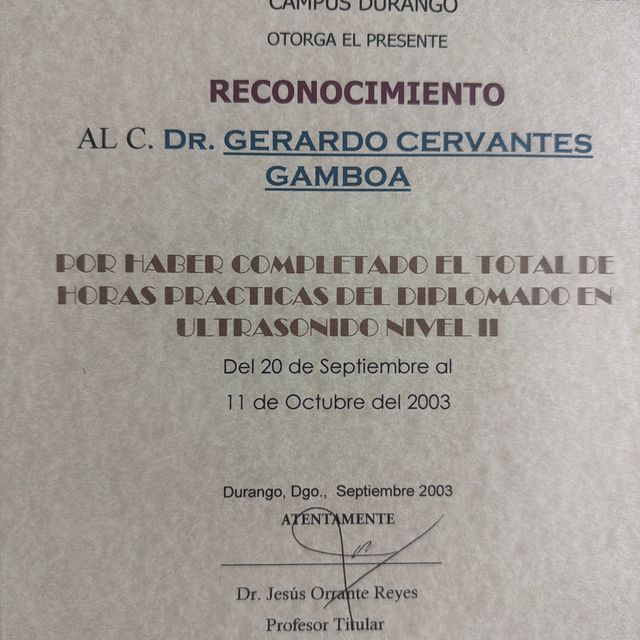 CAMPUS DURANGO
OTORGA EL PRESENTE
RECONOCIMIENTO
AL C. DR. GERARDO CERVANTES
GAMBOA
POR HABER COMPLETADO EL TOTAL DE
HORAS PRACTICAS DEL DIPLOMADO EN
ULTRASONIDO NIVEL II
Del 20 de Septiembre al
11 de Octubre del 2003
Durango, Dgo., Septiembre 2003
ATENTAMENTE
Dr. Jesús Orrante Reyes
Profesor Titular